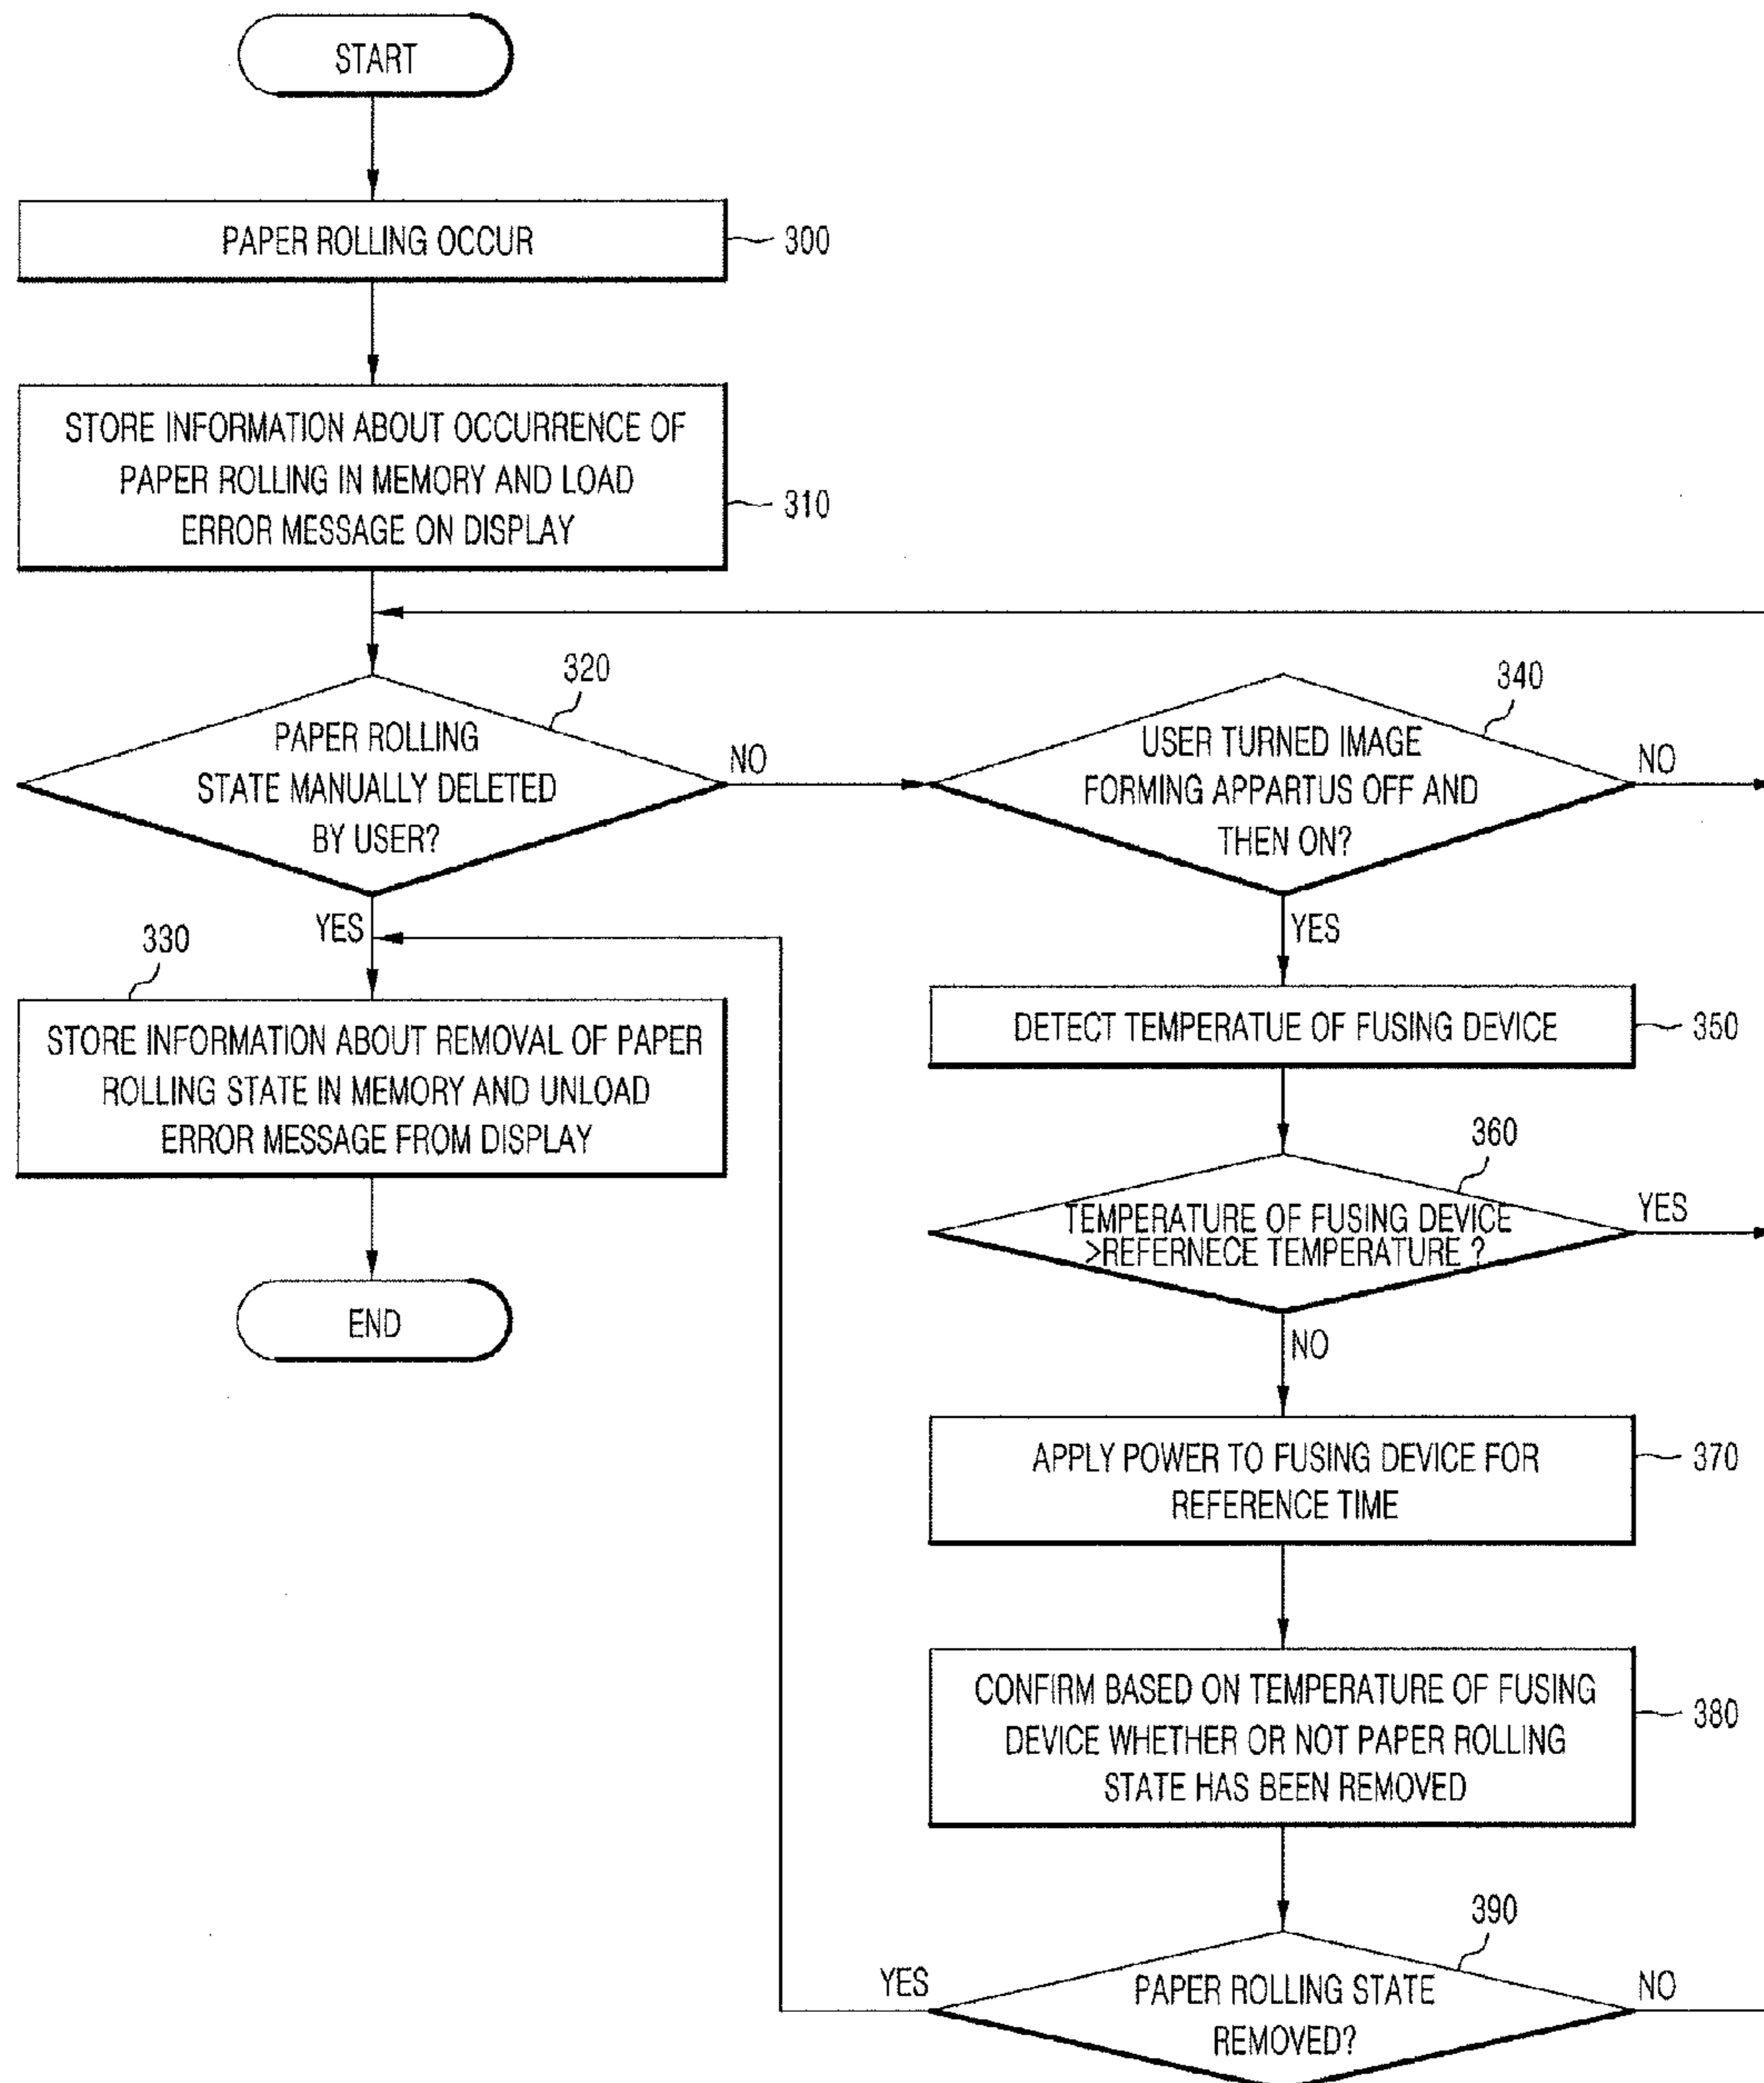 START
PAPER ROLLING OCCUR
300
STORE INFORMATION ABOUT OCCURRENCE OF
PAPER ROLLING IN MEMORY AND LOAD
ERROR MESSAGE ON DISPLAY
310
320
PAPER ROLLING
STATE MANUALLY DELETED
BY USER?
NO
YES
330
STORE INFORMATION ABOUT REMOVAL OF PAPER
ROLLING STATE IN MEMORY AND UNLOAD
ERROR MESSAGE FROM DISPLAY
END
340
USER TURNED IMAGE
FORMING APPARTUS OFF AND
THEN ON?
NO
YES
DETECT TEMPERATUE OF FUSING DEVICE
350
360
TEMPERATURE OF FUSING DEVICE
>REFERNECE TEMPERATURE ?
YES
NO
APPLY POWER TO FUSING DEVICE FOR
REFERENCE TIME
370
CONFIRM BASED ON TEMPERATURE OF FUSING
DEVICE WHETHER OR NOT PAPER ROLLING
STATE HAS BEEN REMOVED
380
390
YES
PAPER ROLLING STATE
REMOVED?
NO